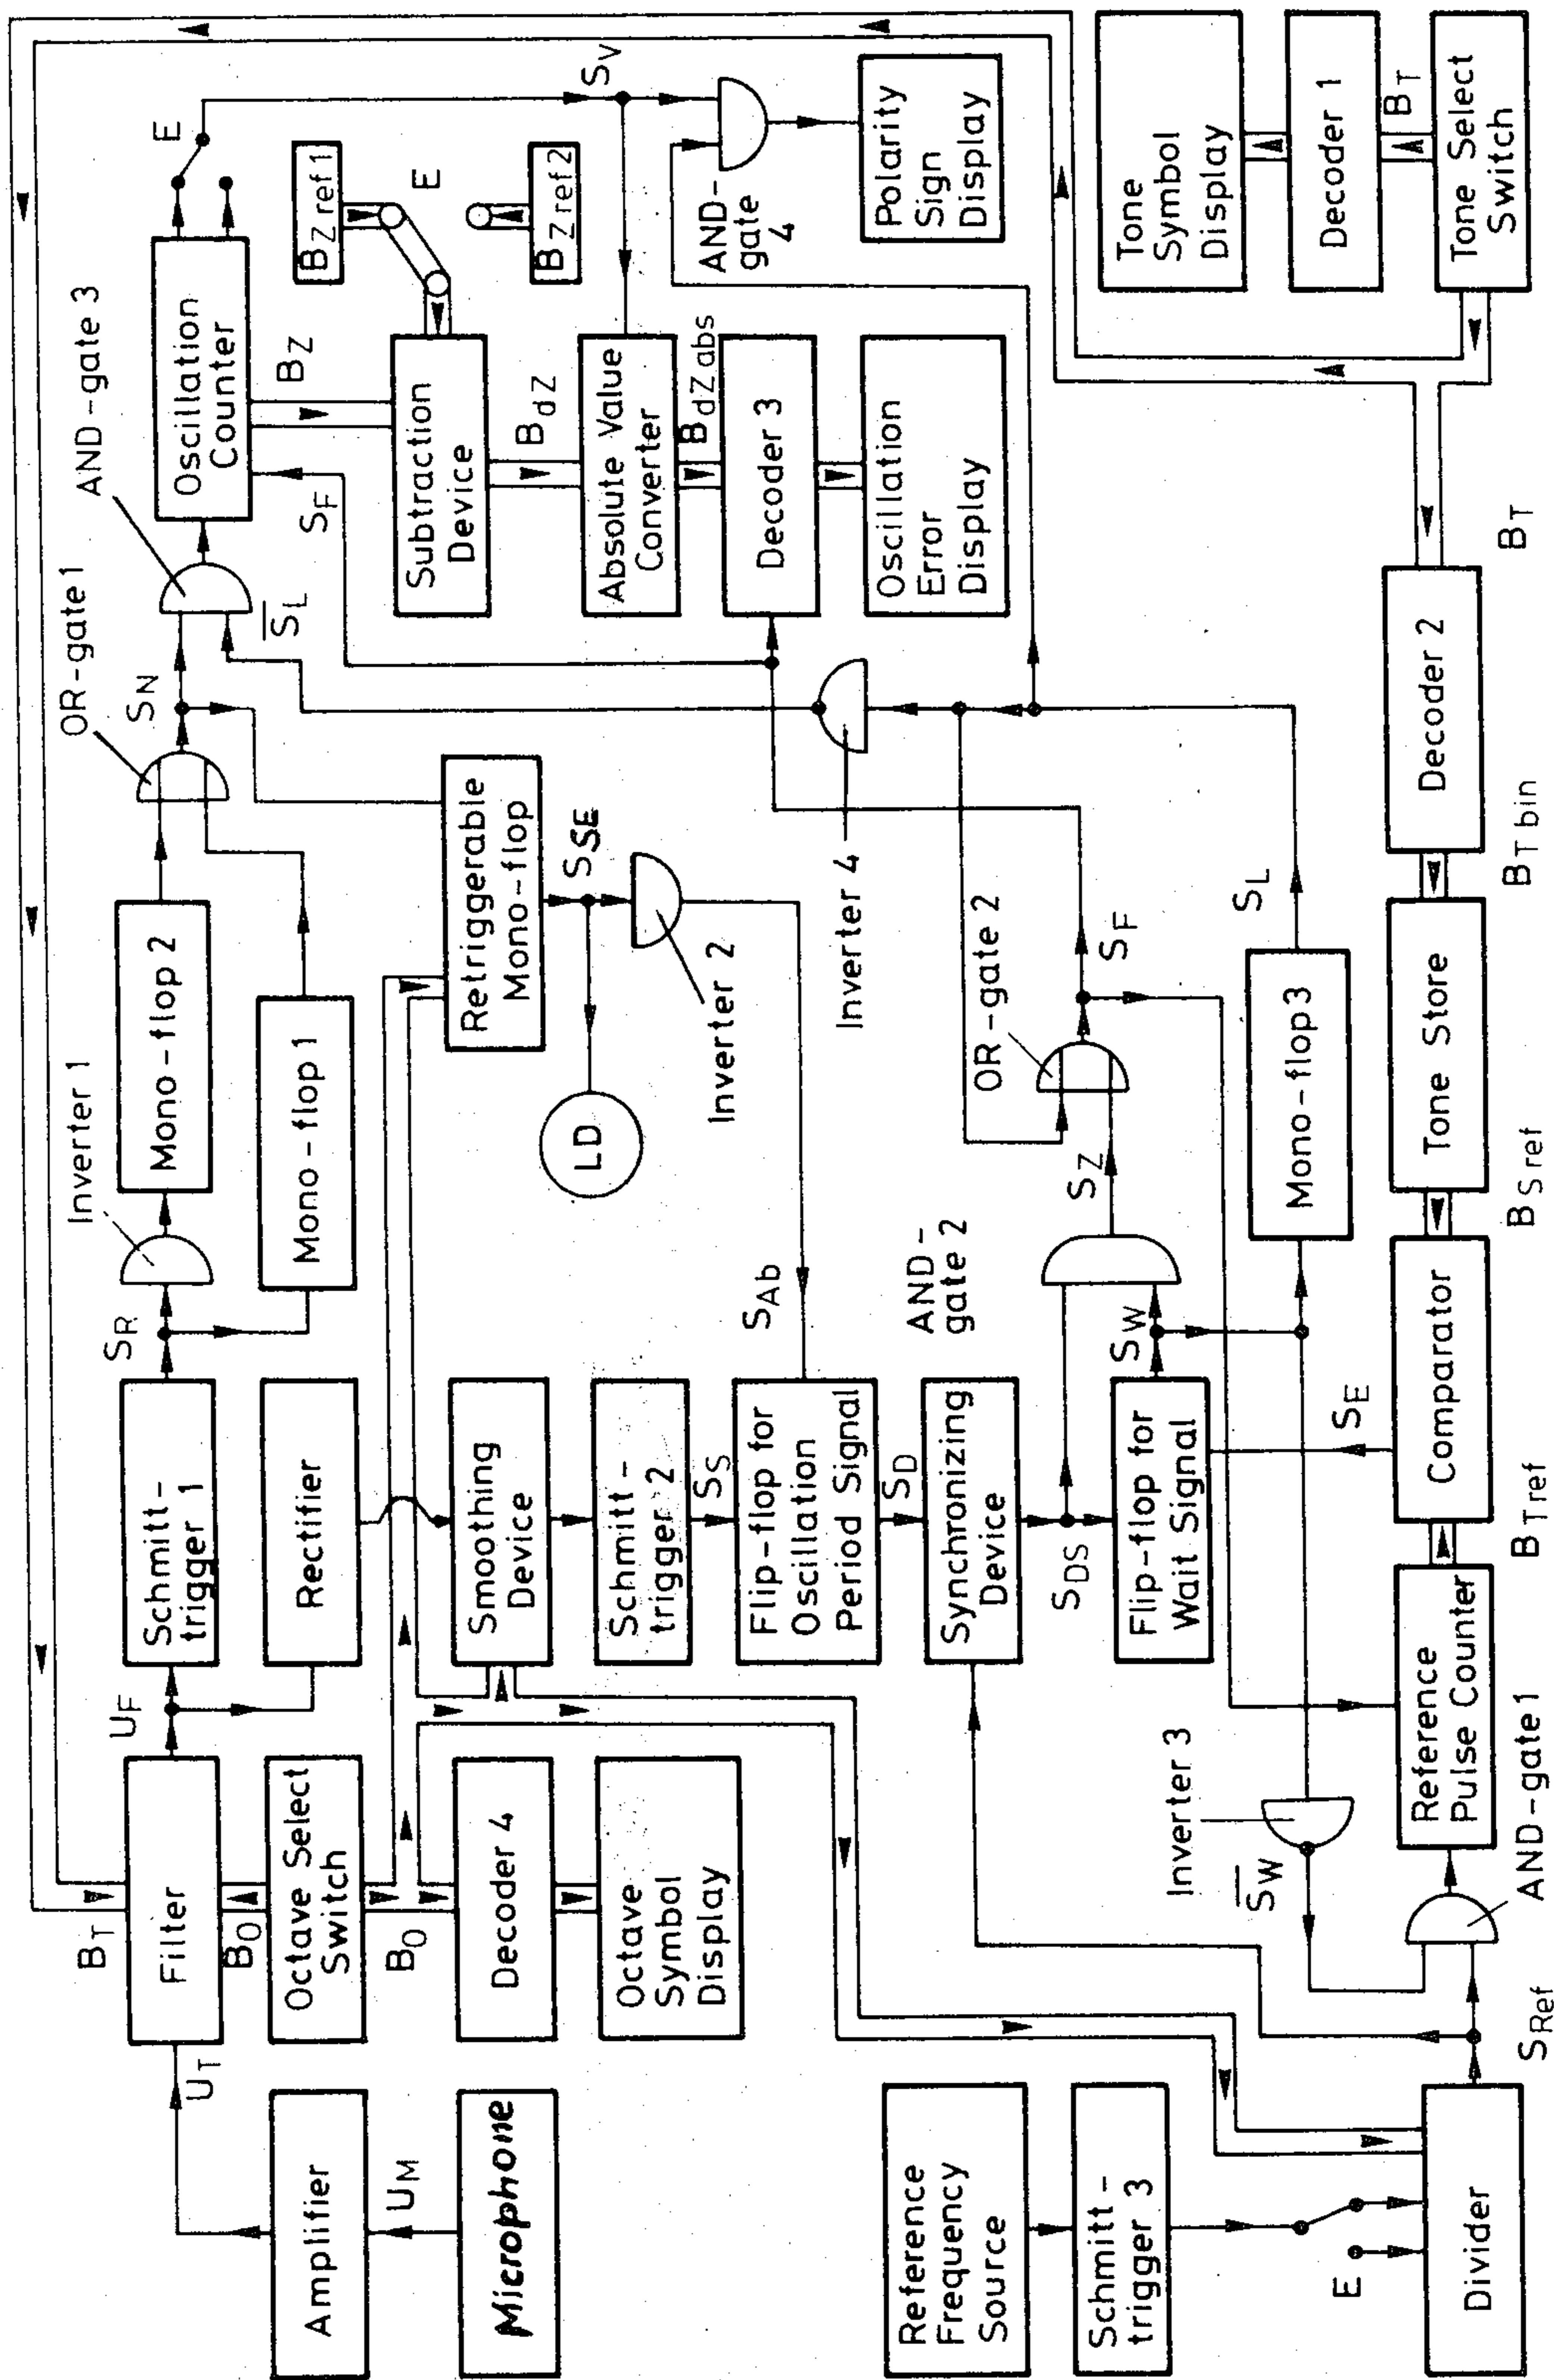 Microphone
U_M
Amplifier
U_T
B_T
Filter
B_O
Octave Select
Switch
B_O
Decoder 4
Octave
Symbol
Display
U_F
Schmitt-
trigger 1
Rectifier
Smoothing
Device
Schmitt-
trigger 2
S_S
Flip-flop for
Oscillation
Period Signal
S_D
Synchronizing
Device
S_DS
Flip-flop for
Wait Signal
S_W
S_R
Inverter 1
Mono-flop 2
Mono-flop 1
OR-gate 1
S_N
AND-gate 3
S̅_L
Oscillation
Counter
E
B_Z
S_F
B_Z ref 1
E
B_Z ref 2
Subtraction
Device
B_dZ
Absolute Value
Converter
B_dZ abs
Decoder 3
Oscillation
Error
Display
S_V
AND-
gate
4
Polarity
Sign
Display
Retriggerable
Mono-flop
S_SE
LD
Inverter 2
S_Ab
Inverter 4
AND-
gate 2
S_Z
OR-gate 2
S_F
Mono-flop 3
S_L
Inverter 3
S̅_W
Reference
Frequency
Source
Schmitt-
trigger 3
E
Divider
S_Ref
AND-gate 1
Reference
Pulse Counter
B_T ref
Comparator
S_E
B_S ref
Tone Store
B_T bin
Decoder 2
B_T
Tone
Symbol
Display
Decoder 1
B_T
Tone Select
Switch